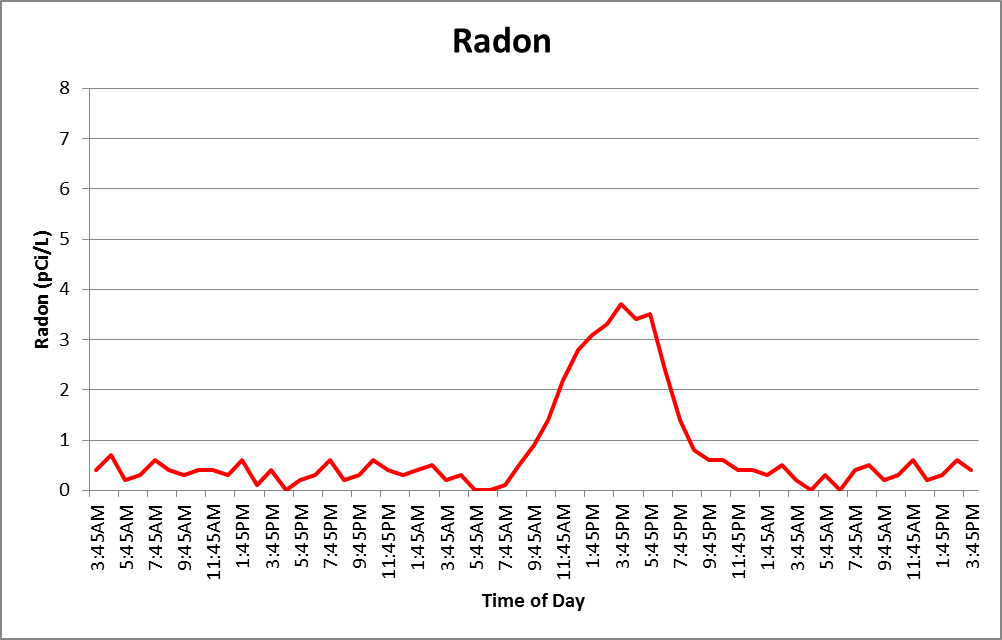 Radon
8
7
6
5
4
3
2
1
0
Radon (pCi/L)
3:45AM
5:45AM
7:45AM
9:45AM
11:45AM
1:45PM
3:45PM
5:45PM
7:45PM
9:45PM
11:45PM
1:45AM
3:45AM
5:45AM
7:45AM
9:45AM
11:45AM
1:45PM
3:45PM
5:45PM
7:45PM
9:45PM
11:45PM
1:45AM
3:45AM
5:45AM
7:45AM
9:45AM
11:45AM
1:45PM
3:45PM
Time of Day